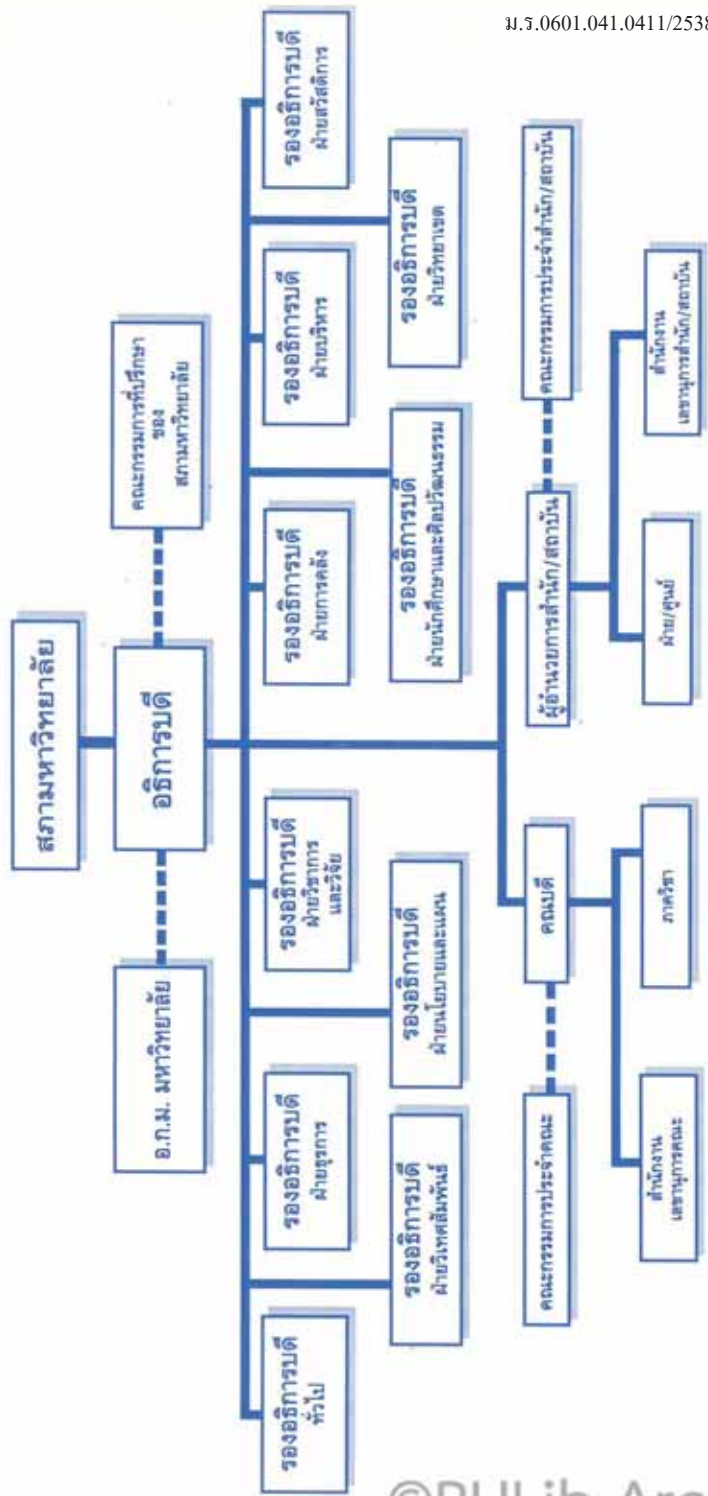 ม.ร.0601.041.0411/2538
สภามหาวิทยาลัย
อธิการบดี
อ.ก.ม. มหาวิทยาลัย
คณะกรรมการที่ปรึกษา
ของ
สภามหาวิทยาลัย
รองอธิการบดี
ทั่วไป
รองอธิการบดี
ฝ่ายธุรการ
รองอธิการบดี
ฝ่ายวิชาการ
และวิจัย
รองอธิการบดี
ฝ่ายการคลัง
รองอธิการบดี
ฝ่ายบริหาร
รองอธิการบดี
ฝ่ายสวัสดิการ
รองอธิการบดี
ฝ่ายวิเทศสัมพันธ์
รองอธิการบดี
ฝ่ายนโยบายและแผน
รองอธิการบดี
ฝ่ายนักศึกษาและศิลปวัฒนธรรม
รองอธิการบดี
ฝ่ายวิทยาเขต
คณะกรรมการประจำคณะ
คณบดี
ผู้อำนวยการสำนัก/สถาบัน
คณะกรรมการประจำสำนัก/สถาบัน
สำนักงาน
เลขานุการคณะ
ภาควิชา
ฝ่าย/ศูนย์
สำนักงาน
เลขานุการสำนัก/สถาบัน